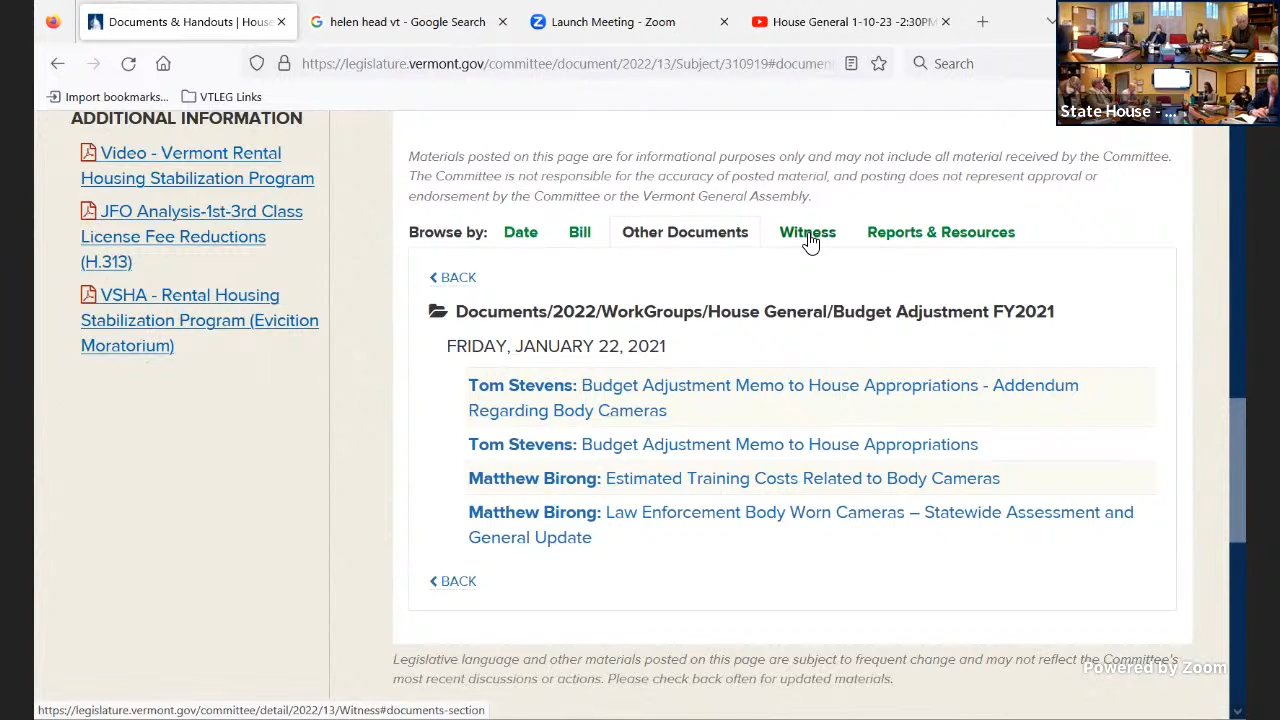 Documents & Handouts | House
helen head vt - Google Search
Launch Meeting - Zoom
House General 1-10-23 -2:30PM
https://legislature.vermont.gov/committee/document/2022/13/Subject/310919#documen
Search
Import bookmarks...
VTLEG Links
State House - ...
ADDITIONAL INFORMATION
Video - Vermont Rental
Housing Stabilization Program
JFO Analysis-1st-3rd Class
License Fee Reductions
(H.313)
VSHA - Rental Housing
Stabilization Program (Evicition
Moratorium)
Materials posted on this page are for informational purposes only and may not include all material received by the Committee.
The Committee is not responsible for the accuracy of posted material, and posting does not represent approval or
endorsement by the Committee or the Vermont General Assembly.
Browse by: Date Bill Other Documents Witness Reports & Resources
BACK
Documents/2022/WorkGroups/House General/Budget Adjustment FY2021
FRIDAY, JANUARY 22, 2021
Tom Stevens: Budget Adjustment Memo to House Appropriations - Addendum
Regarding Body Cameras
Tom Stevens: Budget Adjustment Memo to House Appropriations
Matthew Birong: Estimated Training Costs Related to Body Cameras
Matthew Birong: Law Enforcement Body Worn Cameras – Statewide Assessment and
General Update
BACK
Legislative language and other materials posted on this page are subject to frequent change and may not reflect the Committee's
most recent discussions or actions. Please check back often for updated materials.
Powered by Zoom
https://legislature.vermont.gov/committee/detail/2022/13/Witness#documents-section